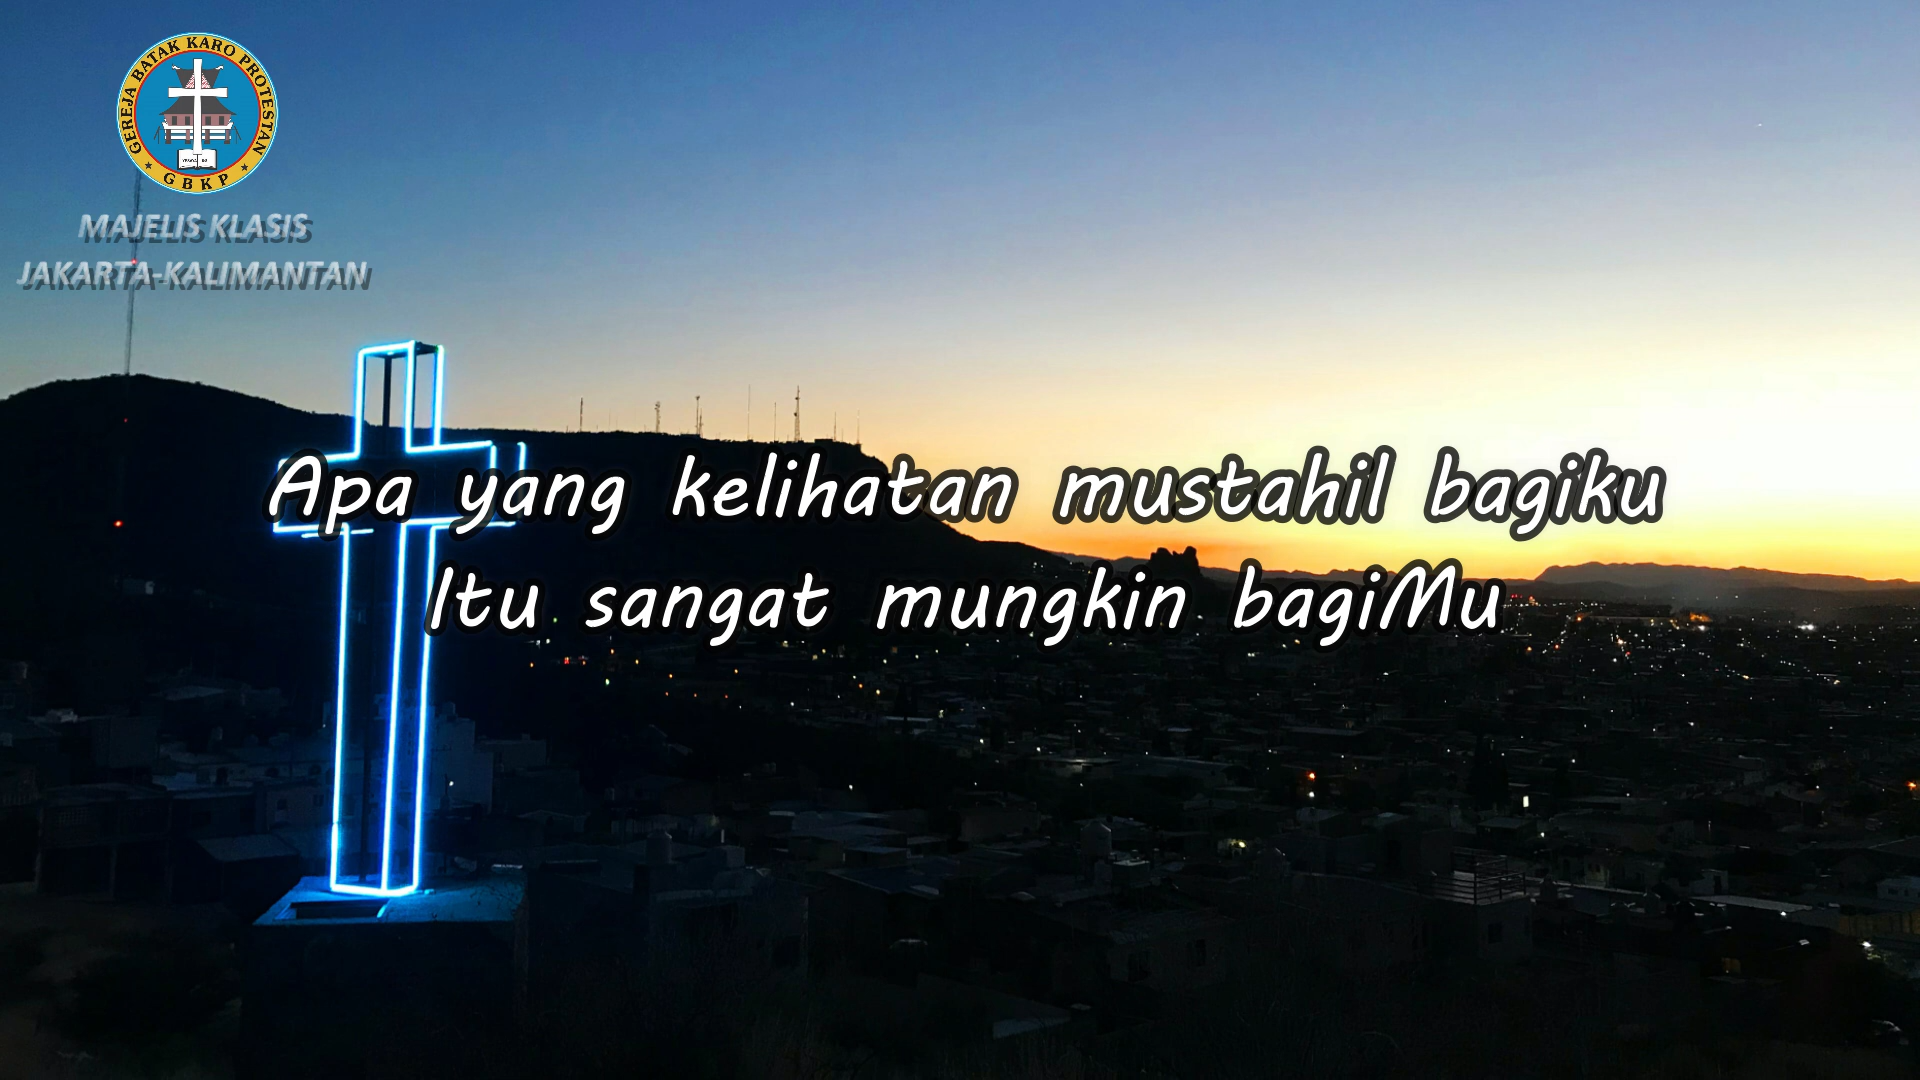 GEREJA BATAK KARO PROTESTAN
GBKP
MAJELIS KLASIS
JAKARTA-KALIMANTAN
Apa yang kelihatan mustahil bagiku
Itu sangat mungkin bagiMu